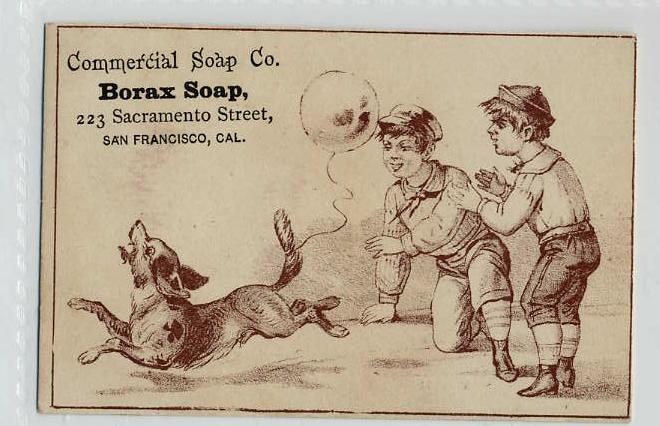 Commercial Soap Co.
Borax Soap,
223 Sacramento Street,
SAN FRANCISCO, CAL.